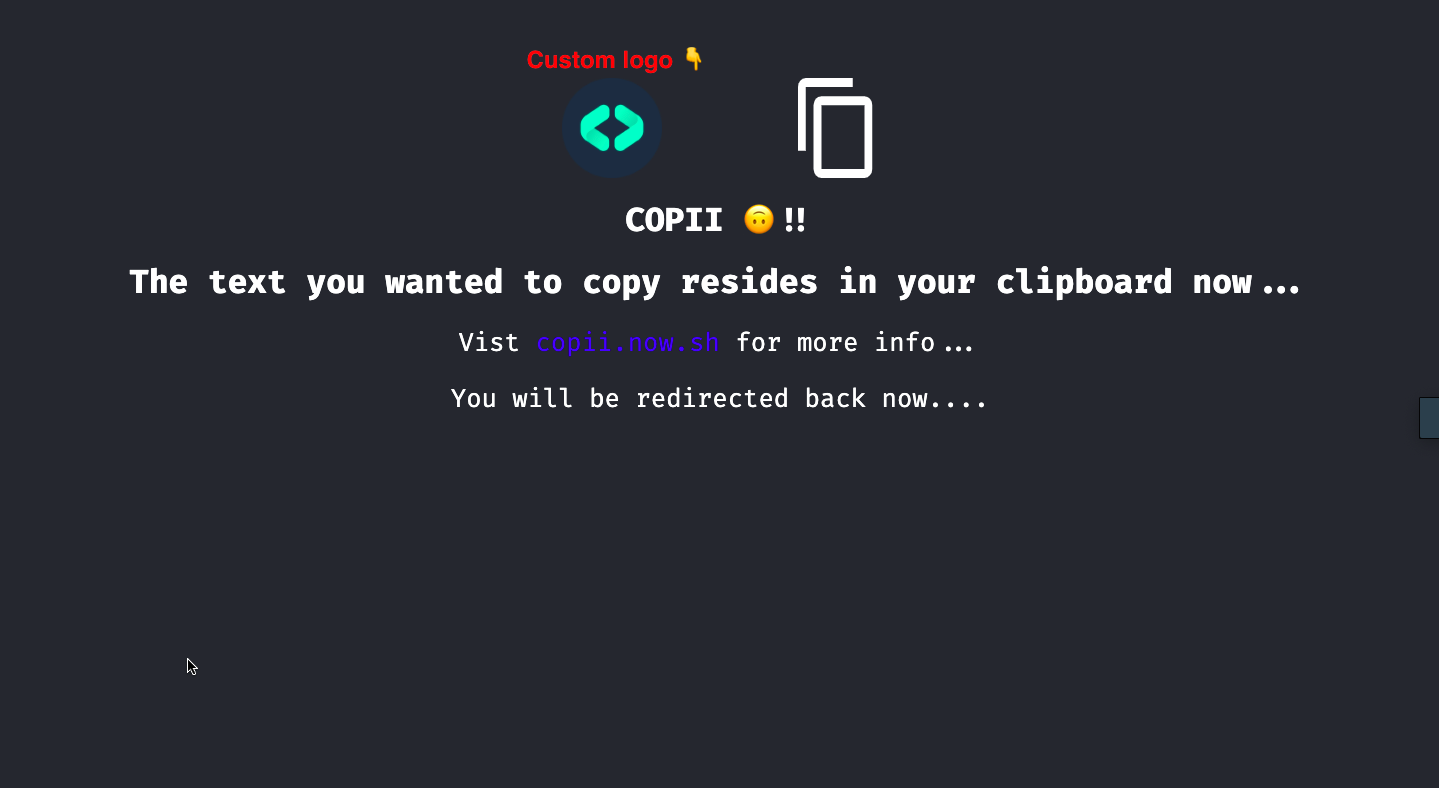 Custom logo 👇
COPII 🙃!!
The text you wanted to copy resides in your clipboard now...
Vist copii.now.sh for more info...
You will be redirected back now....